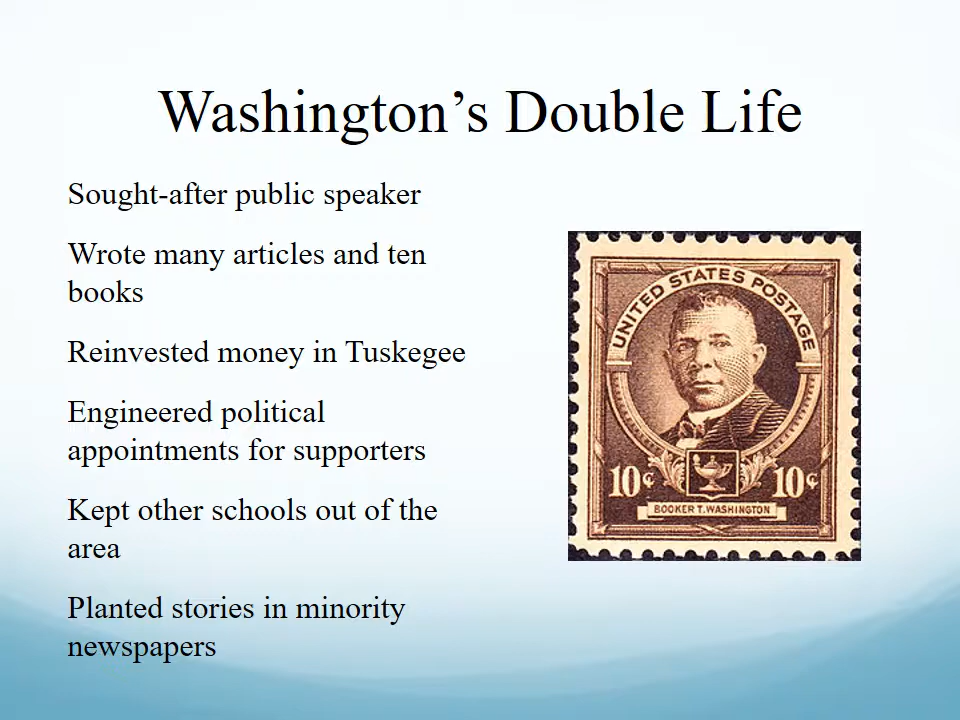 Washington’s Double Life
Sought-after public speaker
Wrote many articles and ten
books
Reinvested money in Tuskegee
Engineered political
appointments for supporters
Kept other schools out of the
area
Planted stories in minority
newspapers
UNITED STATES POSTAGE
10¢ 10¢
BOOKER T. WASHINGTON